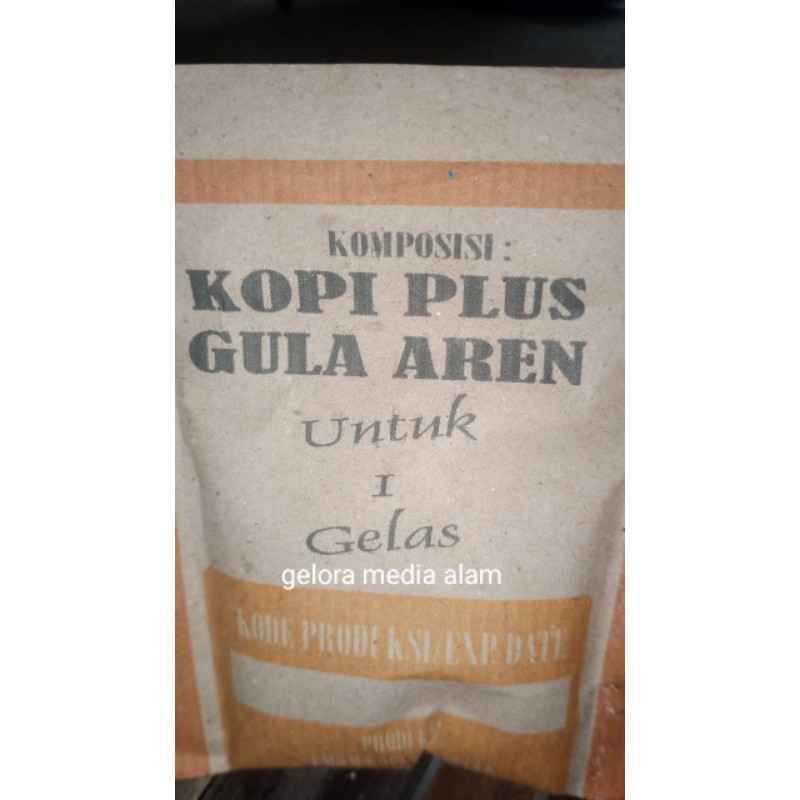 KOMPOSISI :
KOPI PLUS
GULA AREN
Untuk
1
Gelas
gelora media alam
KODE PRODUKSI/EXP. DATE